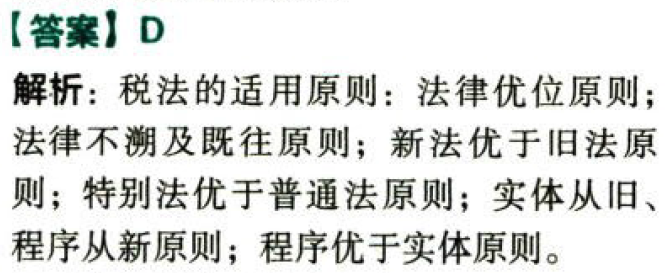 【答案】D
解析：税法的适用原则：法律优位原则；
法律不溯及既往原则；新法优于旧法原
则；特别法优于普通法原则；实体从旧、
程序从新原则；程序优于实体原则。